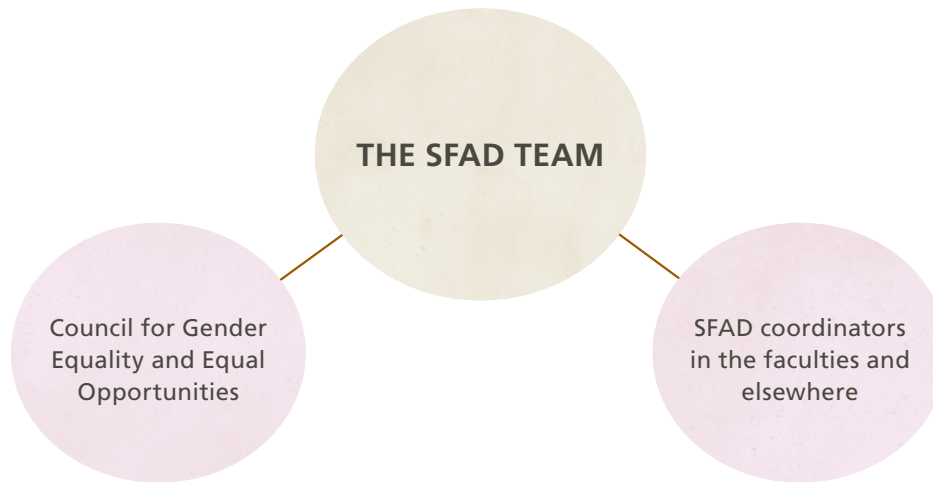 THE SFAD TEAM
Council for Gender
Equality and Equal
Opportunities
SFAD coordinators
in the faculties and
elsewhere